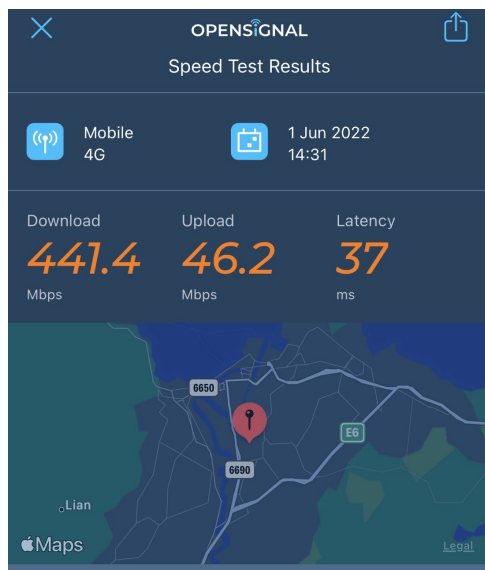 OPENSIGNAL
Speed Test Results
Mobile
4G
1 Jun 2022
14:31
Download
441.4
Mbps
Upload
46.2
Mbps
Latency
37
ms
6650
E6
6690
Lian
Maps
Legal